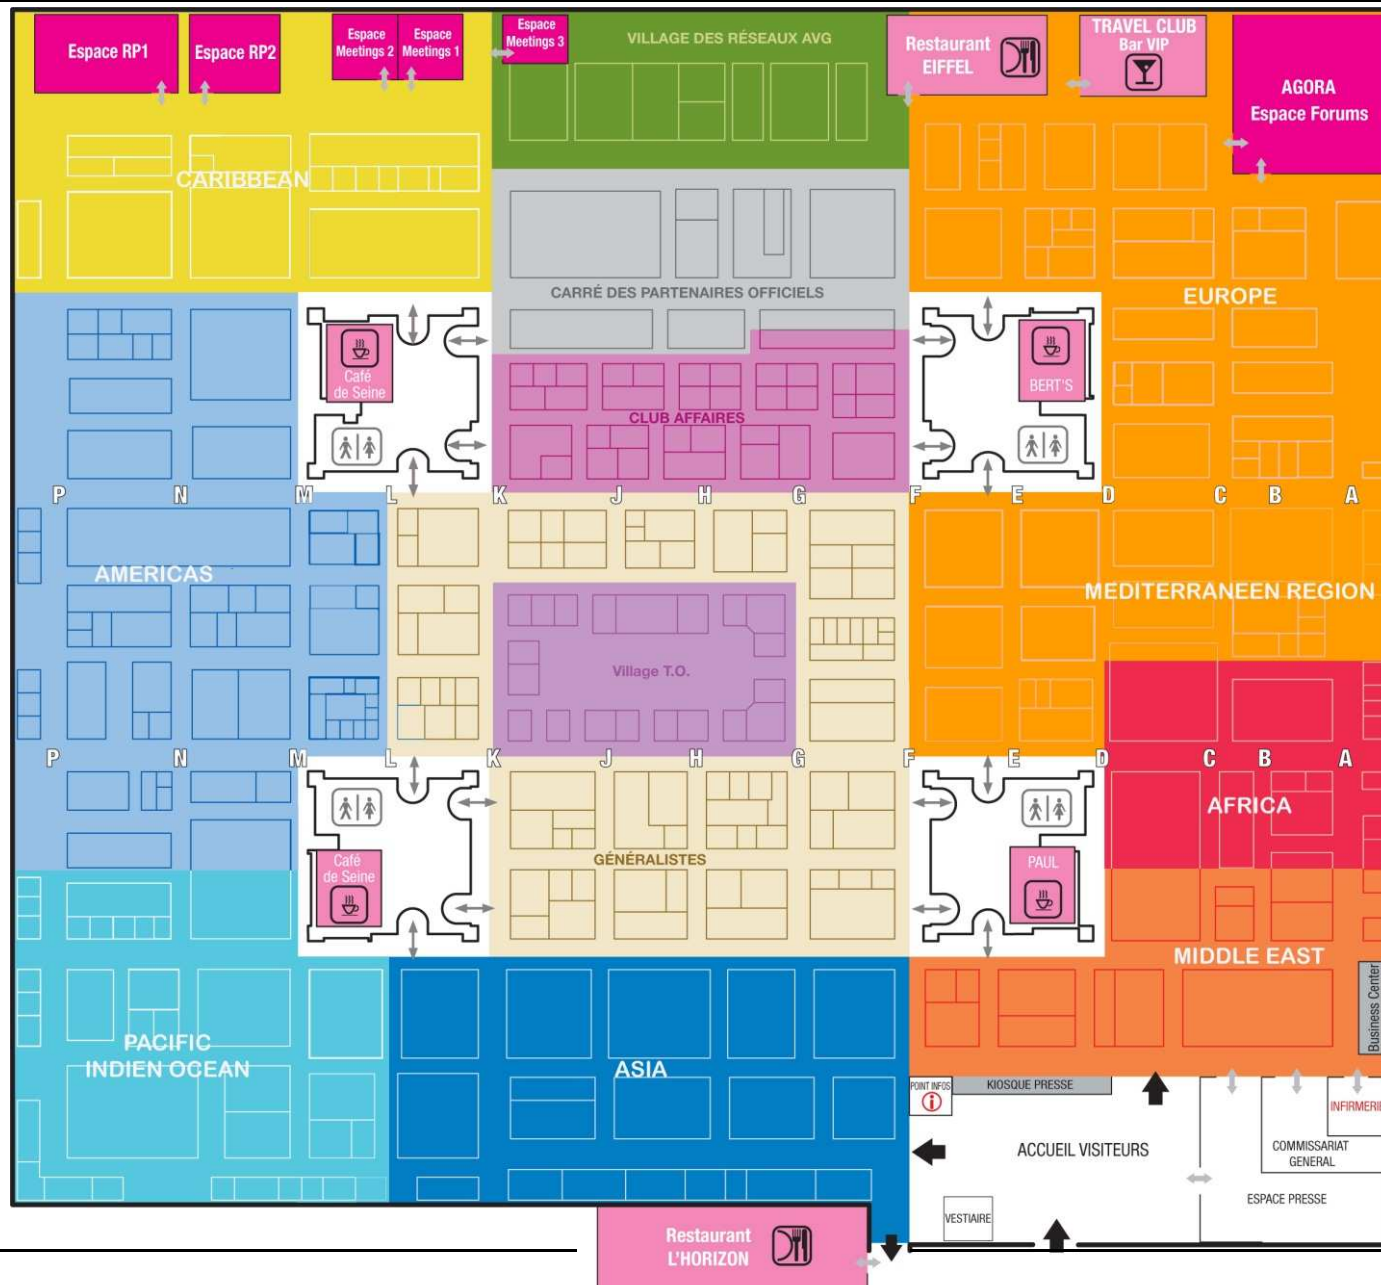 Espace RP1
Espace RP2
Espace
Meetings 2
Espace
Meetings 1
Espace
Meetings 3
VILLAGE DES RÉSEAUX AVG
Restaurant
EIFFEL
TRAVEL CLUB
Bar VIP
AGORA
Espace Forums
CARIBBEAN
CARRÉ DES PARTENAIRES OFFICIELS
EUROPE
Café
de Seine
BERT'S
CLUB AFFAIRES
P N M L K J H G F E D C B A
AMERICAS
MEDITERRANEEN REGION
Village T.O.
P N M L K J H G F E D C B A
AFRICA
GÉNÉRALISTES
Café
de Seine
PAUL
MIDDLE EAST
Business Center
PACIFIC
INDIEN OCEAN
ASIA
POINT INFOS
i
KIOSQUE PRESSE
INFIRMERIE
ACCUEIL VISITEURS
COMMISSARIAT
GENERAL
ESPACE PRESSE
VESTIAIRE
Restaurant
L'HORIZON